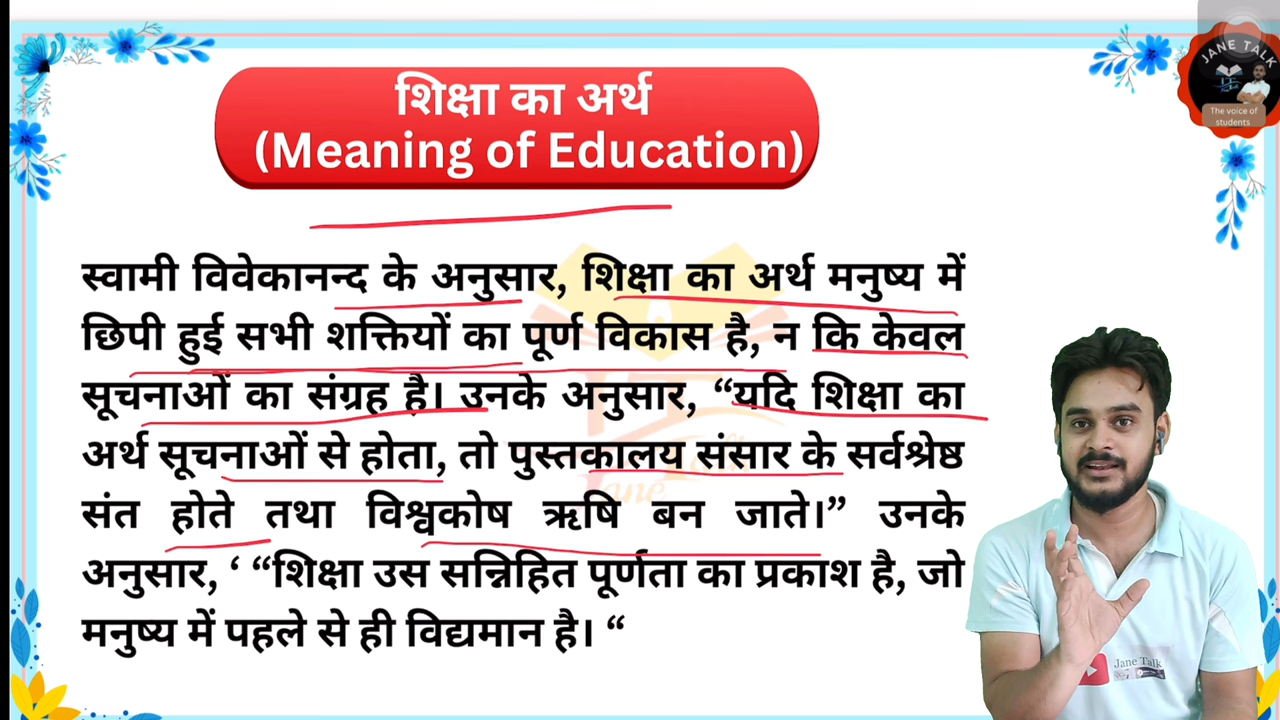 शिक्षा का अर्थ
(Meaning of Education)
स्वामी विवेकानन्द के अनुसार, शिक्षा का अर्थ मनुष्य में
छिपी हुई सभी शक्तियों का पूर्ण विकास है, न कि केवल
सूचनाओं का संग्रह है। उनके अनुसार, “यदि शिक्षा का
अर्थ सूचनाओं से होता, तो पुस्तकालय संसार के सर्वश्रेष्ठ
संत होते तथा विश्वकोष ऋषि बन जाते।” उनके
अनुसार, ‘ “शिक्षा उस सन्निहित पूर्णता का प्रकाश है, जो
मनुष्य में पहले से ही विद्यमान है। “
JANE TALK
The voice of
students
Jane Talk